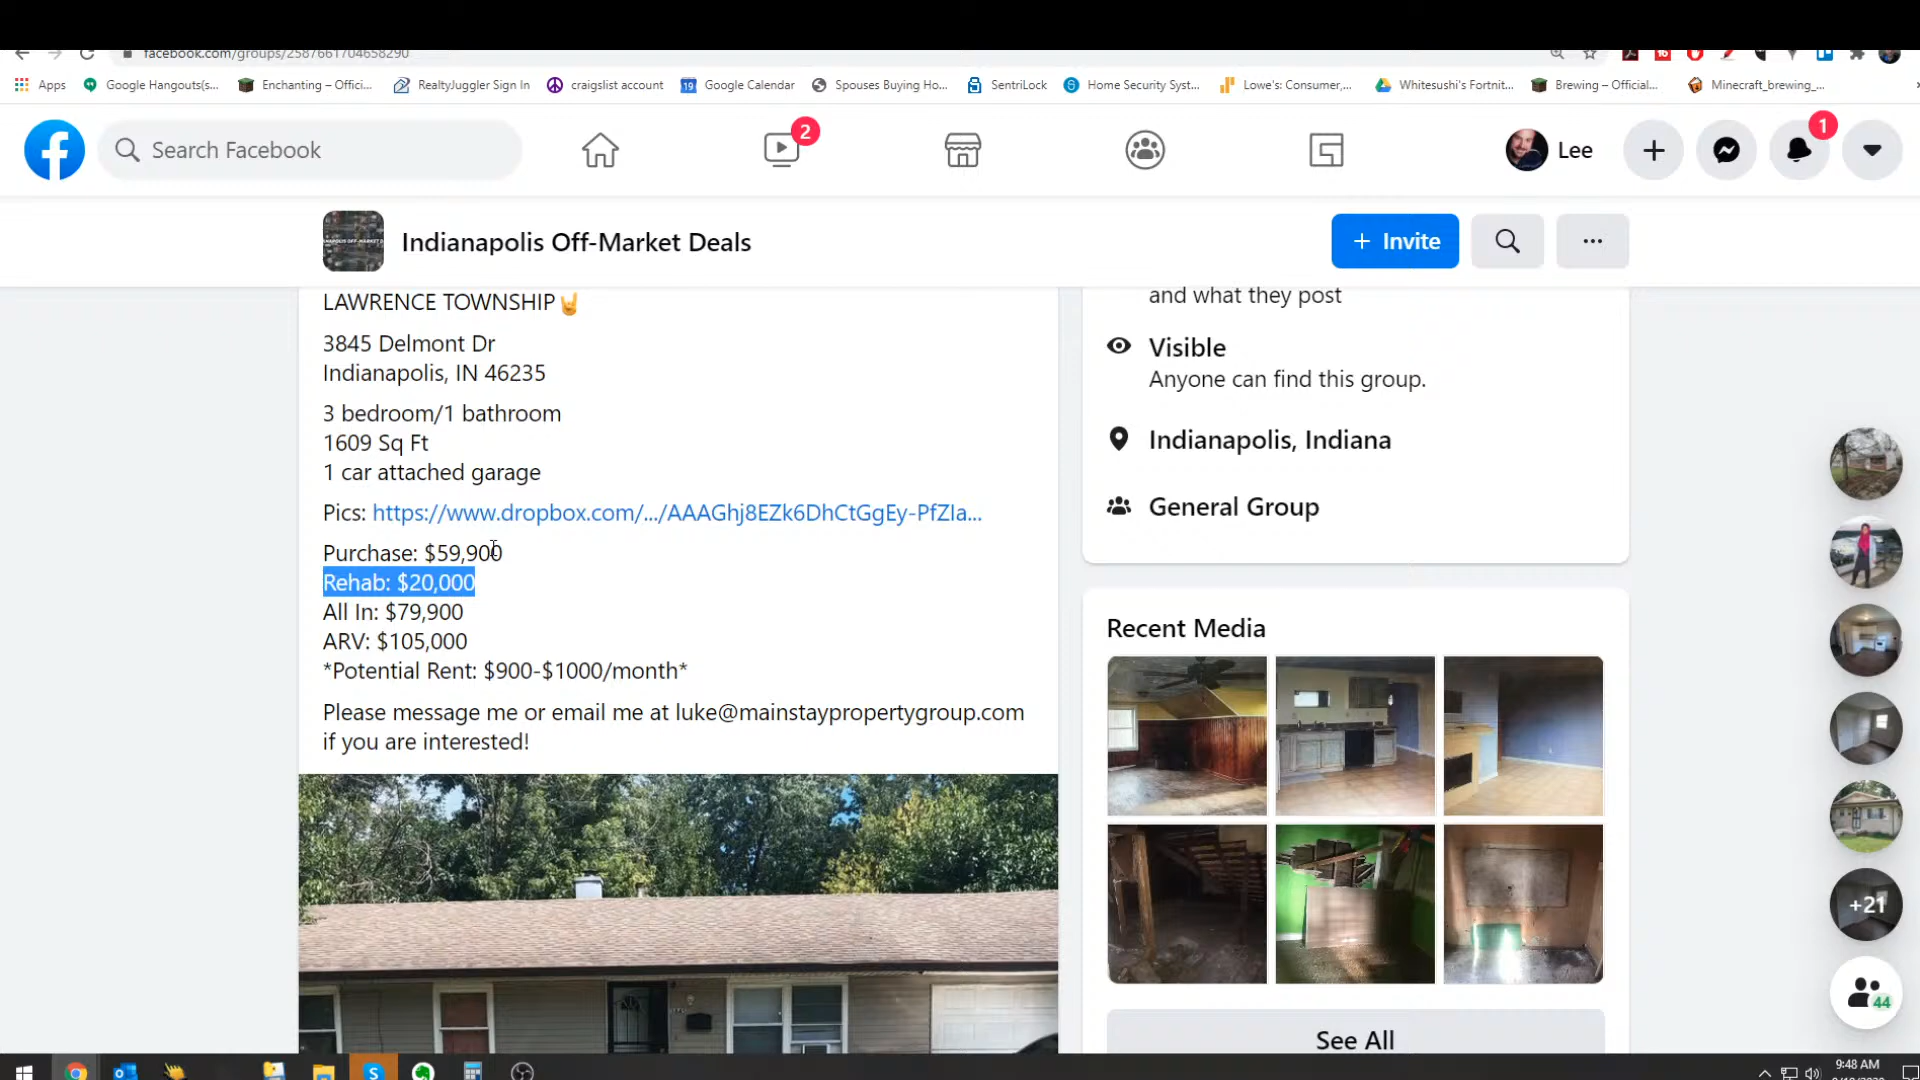 facebook.com/groups/2587661704658290
Apps
Google Hangouts(s...
Enchanting – Offici...
RealtyJuggler Sign In
craigslist account
Google Calendar
Spouses Buying Ho...
SentriLock
Home Security Syst...
Lowe's: Consumer,...
Whitesushi's Fortnit...
Brewing – Official...
Minecraft_brewing_...
Search Facebook
2
Lee
1
Indianapolis Off-Market Deals
+ Invite
LAWRENCE TOWNSHIP🤘
3845 Delmont Dr
Indianapolis, IN 46235
3 bedroom/1 bathroom
1609 Sq Ft
1 car attached garage
Pics: https://www.dropbox.com/.../AAAGhj8EZk6DhCtGgEy-PfZIa...
Purchase: $59,900
Rehab: $20,000
All In: $79,900
ARV: $105,000
*Potential Rent: $900-$1000/month*
Please message me or email me at luke@mainstaypropertygroup.com
if you are interested!
and what they post
Visible
Anyone can find this group.
Indianapolis, Indiana
General Group
Recent Media
See All
+21
44
9:48 AM